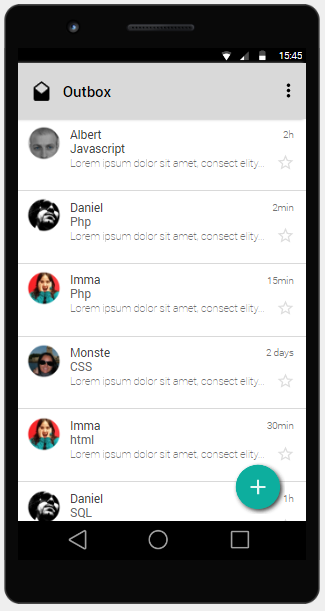 15:45
Outbox
Albert 2h
Javascript
Lorem ipsum dolor sit amet, consect elity...
Daniel 2min
Php
Lorem ipsum dolor sit amet, consect elity...
Imma 15min
Php
Lorem ipsum dolor sit amet, consect elity...
Monste 2 days
CSS
Lorem ipsum dolor sit amet, consect elity...
Imma 30min
html
Lorem ipsum dolor sit amet, consect elity...
Daniel 1h
SQL